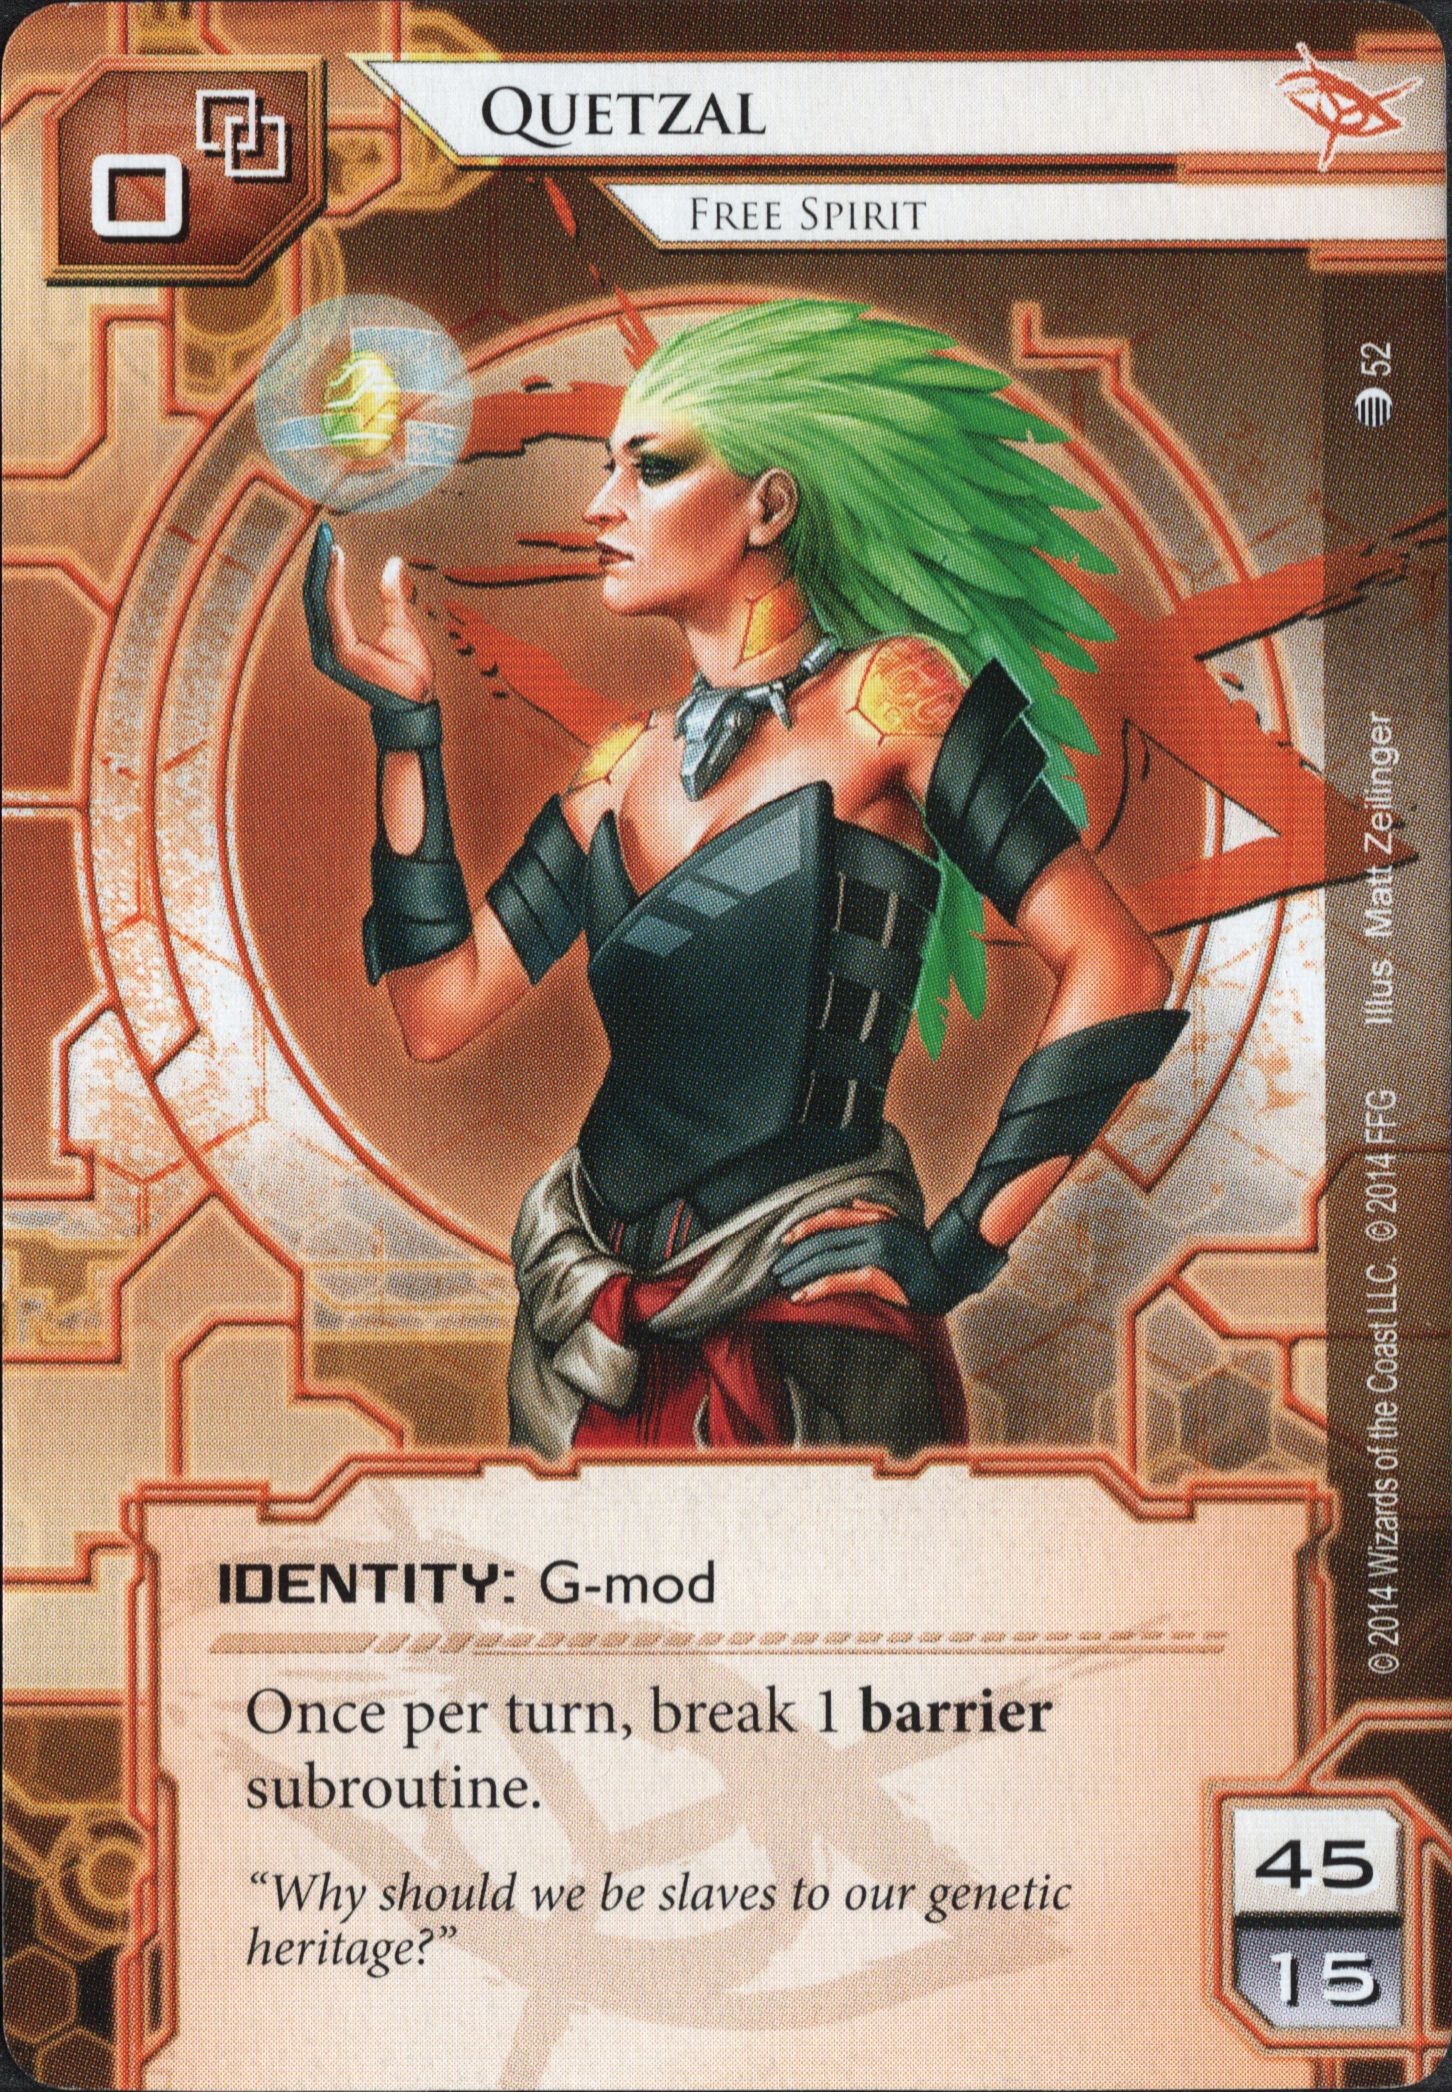 0
QUETZAL
FREE SPIRIT
52
Illus. Matt Zeilinger
© 2014 Wizards of the Coast LLC. © 2014 FFG
IDENTITY: G-mod
Once per turn, break 1 barrier
subroutine.
“Why should we be slaves to our genetic
heritage?”
45
15